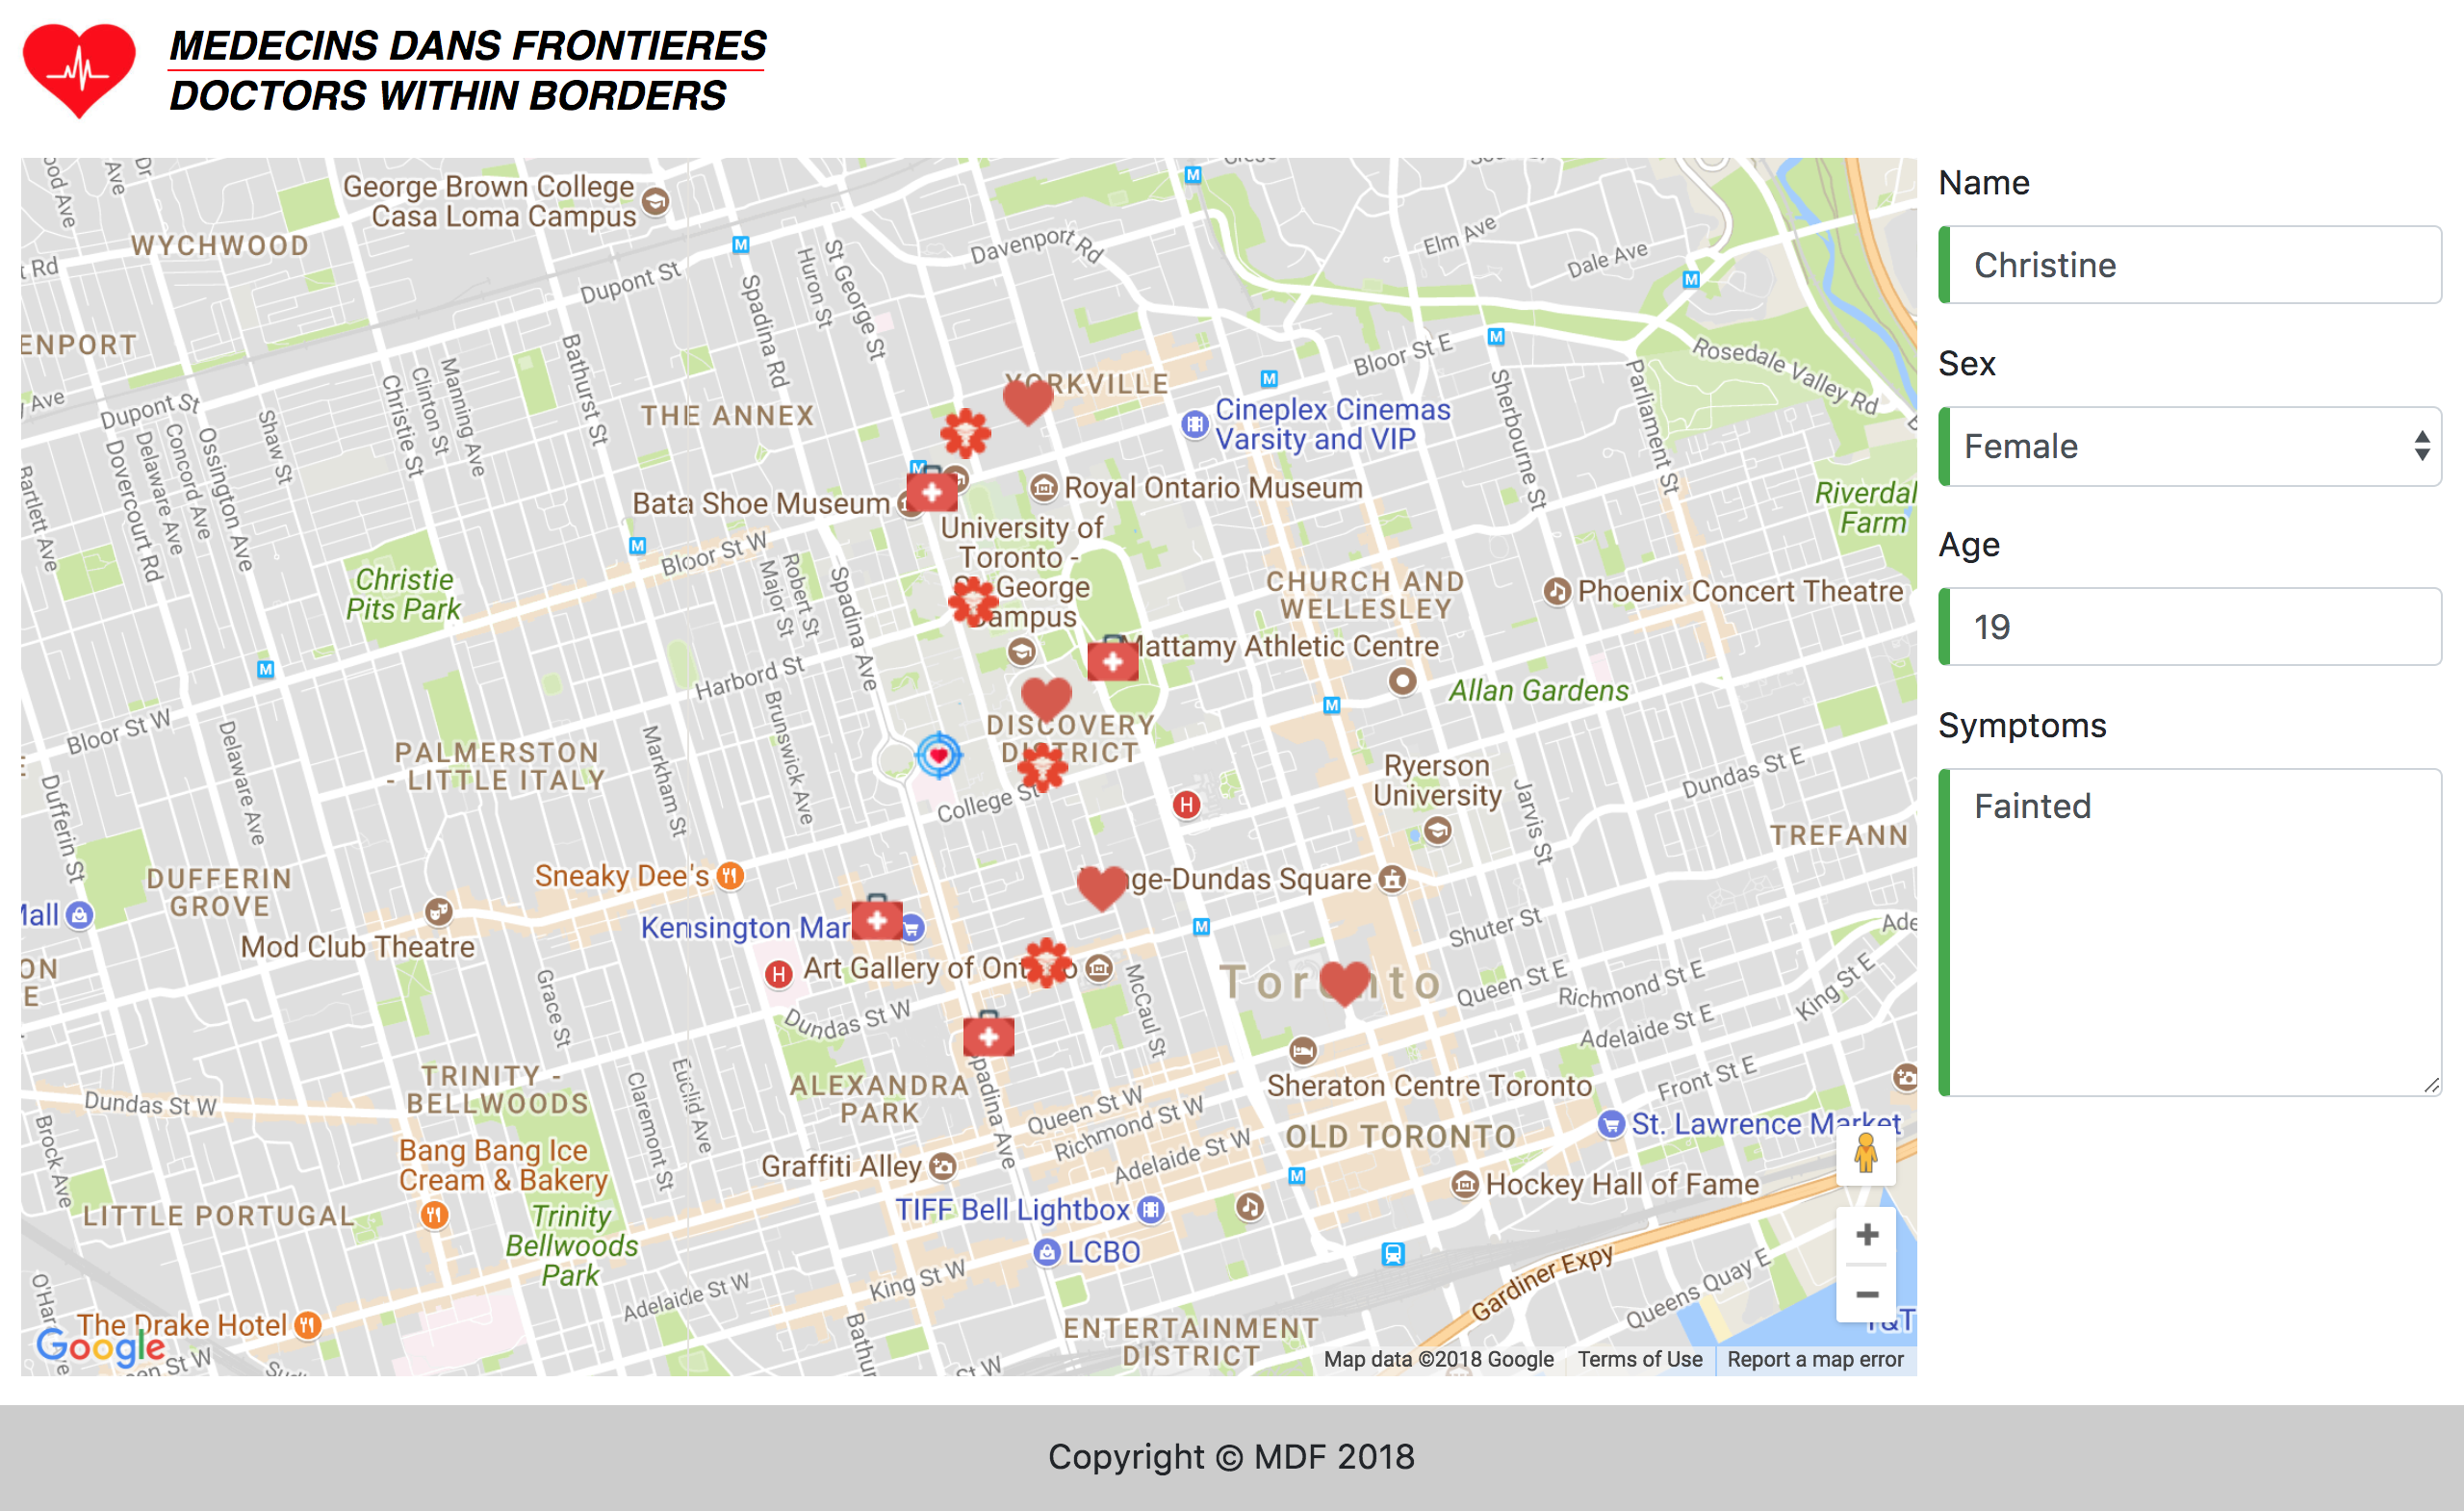 MEDECINS DANS FRONTIERES
DOCTORS WITHIN BORDERS
George Brown College
Casa Loma Campus
WYCHWOOD
Davenport Rd
Elm Ave
Dale Ave
Dupont St
Spadina Rd
Huron St
St George St
Bathurst St
Bloor St E
Rosedale Valley Rd
ENPORT
Ave
Dupont St
Christie St
Clinton St
Manning Ave
THE ANNEX
YORKVILLE
Cineplex Cinemas
Varsity and VIP
Sherbourne St
Parliament St
Shaw St
Ossington Ave
Concord Ave
Delaware Ave
Dovercourt Rd
Bartlett Ave
Bata Shoe Museum
Royal Ontario Museum
University of
Toronto -
George
Campus
Riverdal
Farm
Bloor St W
Christie
Pits Park
Robert St
Major St
Spadina Ave
CHURCH AND
WELLESLEY
Phoenix Concert Theatre
Mattamy Athletic Centre
Harbord St
Allan Gardens
Bloor St W
Delaware Ave
PALMERSTON
- LITTLE ITALY
Markham St
Brunswick Ave
DISCOVERY
DISTRICT
College St
Ryerson
University
Jarvis St
Dundas St E
TREFANN
Dufferin St
DUFFERIN
GROVE
Sneaky Dee's
nge-Dundas Square
Mall
Mod Club Theatre
Kensington Mar
Art Gallery of Ont
Shuter St
Ade
Toronto
Queen St E
Richmond St E
Adelaide St E
King St E
Front St E
Grace St
Dundas St W
McCaul St
Sheraton Centre Toronto
TRINITY -
BELLWOODS
Claremont St
Euclid Ave
ALEXANDRA
PARK
padina Ave
Queen St W
Richmond St W
Adelaide St W
OLD TORONTO
St. Lawrence Market
Dundas St W
Brock Ave
Bang Bang Ice
Cream & Bakery
Graffiti Alley
Hockey Hall of Fame
LITTLE PORTUGAL
Trinity
Bellwoods
Park
TIFF Bell Lightbox
LCBO
King St W
Adelaide St W
Gardiner Expy
Queens Quay E
The Drake Hotel
Google
ENTERTAINMENT
DISTRICT
Map data ©2018 Google
Terms of Use
Report a map error
Name
Christine
Sex
Female
Age
19
Symptoms
Fainted
Copyright © MDF 2018